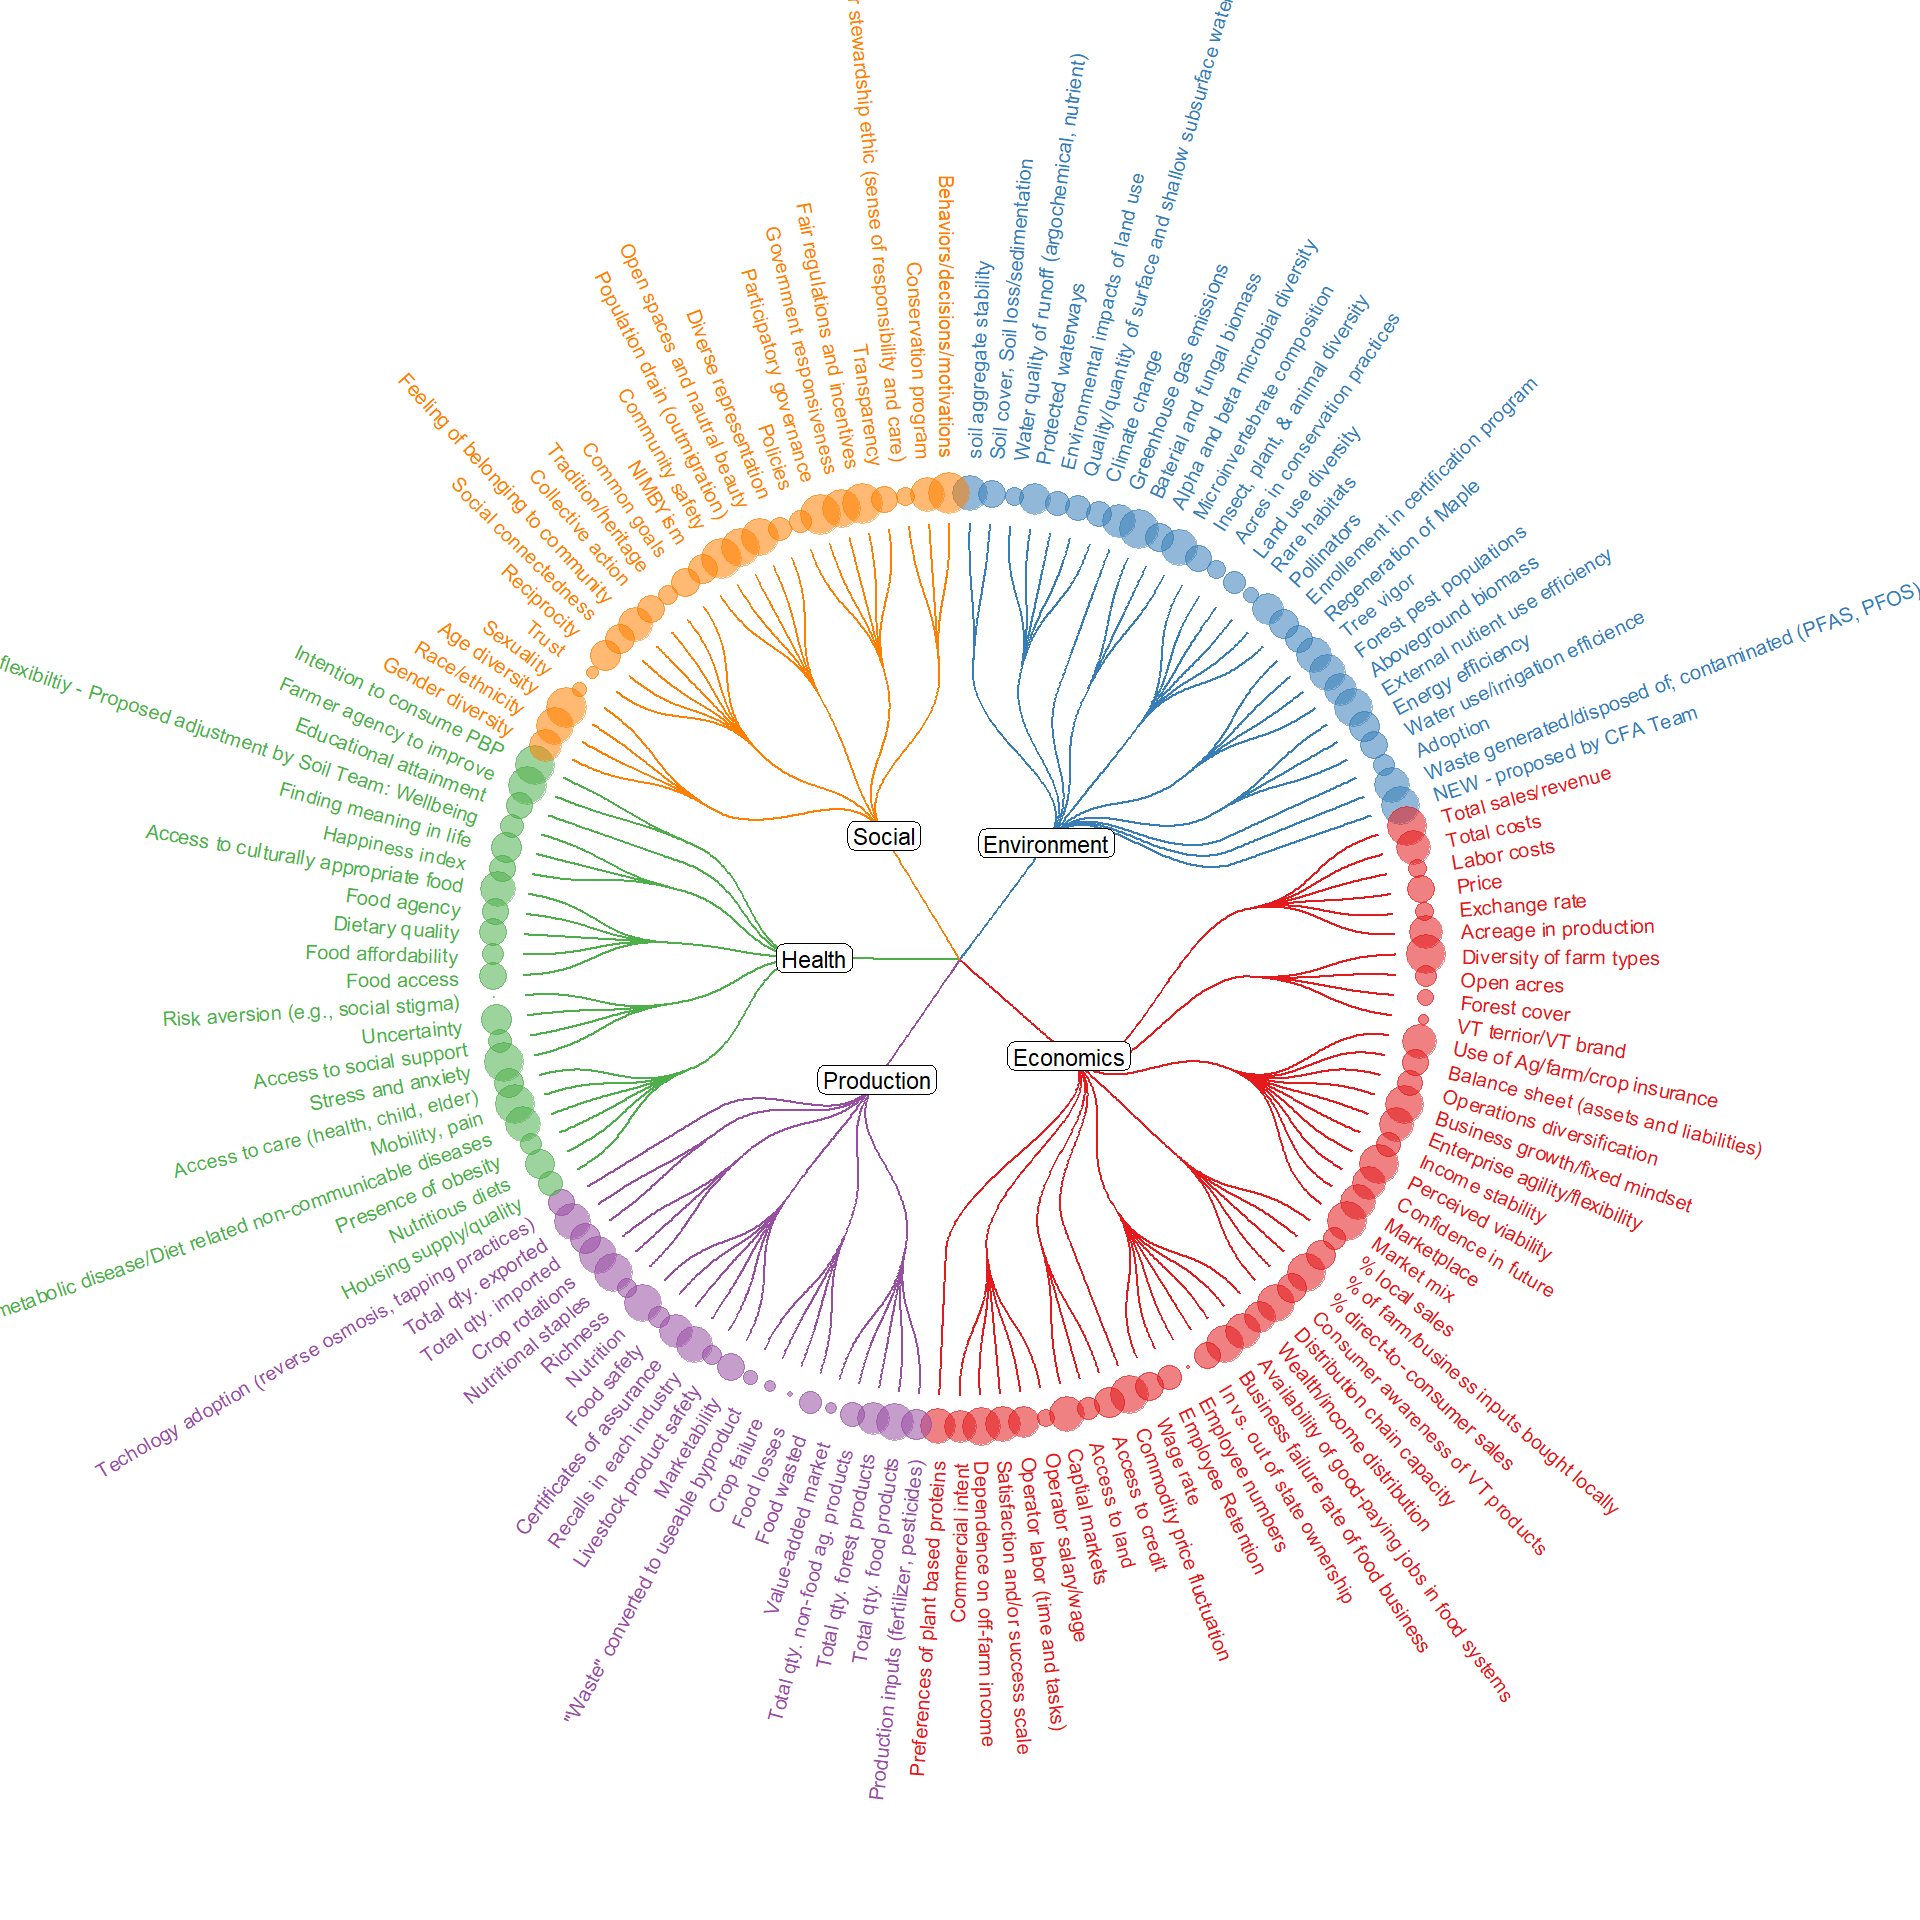 Social
Environment
Health
Production
Economics
soil aggregate stability
Soil cover, Soil loss/sedimentation
Water quality of runoff (argochemical, nutrient)
Protected waterways
Environmental impacts of land use
Quality/quantity of surface and shallow subsurface water
Climate change
Greenhouse gas emissions
Baterial and fungal biomass
Alpha and beta microbial diversity
Microinvertebrate composition
Insect, plant, & animal diversity
Acres in conservation practices
Land use diversity
Rare habitats
Pollinators
Enrollement in certification program
Regeneration of Maple
Tree vigor
Forest pest populations
Aboveground biomass
External nutient use efficiency
Energy efficiency
Water use/irrigation efficience
Adoption
Waste generated/disposed of; contaminated (PFAS, PFOS)
NEW - proposed by CFA Team
Total sales/revenue
Total costs
Labor costs
Price
Exchange rate
Acreage in production
Diversity of farm types
Open acres
Forest cover
VT terrior/VT brand
Use of Ag/farm/crop insurance
Balance sheet (assets and liabilities)
Operations diversification
Business growth/fixed mindset
Enterprise agility/flexibility
Income stability
Perceived viability
Confidence in future
Marketplace
Market mix
% local sales
% of farm/business inputs bought locally
% direct-to-consumer sales
Consumer awareness of VT products
Distribution chain capacity
Wealth/income distribution
Availability of good-paying jobs in food systems
Business failure rate of food business
In vs. out of state ownership
Employee numbers
Employee Retention
Wage rate
Commodity price fluctuation
Access to credit
Access to land
Captial markets
Operator salary/wage
Operator labor (time and tasks)
Satisfaction and/or success scale
Dependence on off-farm income
Commercial intent
Preferences of plant based proteins
Production inputs (fertilizer, pesticides)
Total qty. food products
Total qty. forest products
Total qty. non-food ag. products
Value-added market
Food wasted
Food losses
Crop failure
"Waste" converted to useable byproduct
Marketability
Livestock product safety
Recalls in each industry
Certificates of assurance
Food safety
Nutrition
Richness
Nutritional staples
Crop rotations
Total qty. imported
Total qty. exported
Techology adoption (reverse osmosis, tapping practices)
Housing supply/quality
Nutritious diets
Presence of obesity
metabolic disease/Diet related non-communicable diseases
Mobility, pain
Access to care (health, child, elder)
Stress and anxiety
Access to social support
Uncertainty
Risk aversion (e.g., social stigma)
Food access
Food affordability
Dietary quality
Food agency
Access to culturally appropriate food
Happiness index
Finding meaning in life
flexibiltiy - Proposed adjustment by Soil Team: Wellbeing
Educational attainment
Farmer agency to improve
Intention to consume PBP
Gender diversity
Race/ethnicity
Age diversity
Sexuality
Trust
Reciprocity
Social connectedness
Feeling of belonging to community
Collective action
Tradition/heritage
Common goals
NIMBYism
Community safety
Population drain (outmigration)
Open spaces and nautral beauty
Diverse representation
Policies
Participatory governance
Government responsiveness
Fair regulations and incentives
Transparency
stewardship ethic (sense of responsibility and care)
Conservation program
Behaviors/decisions/motivations